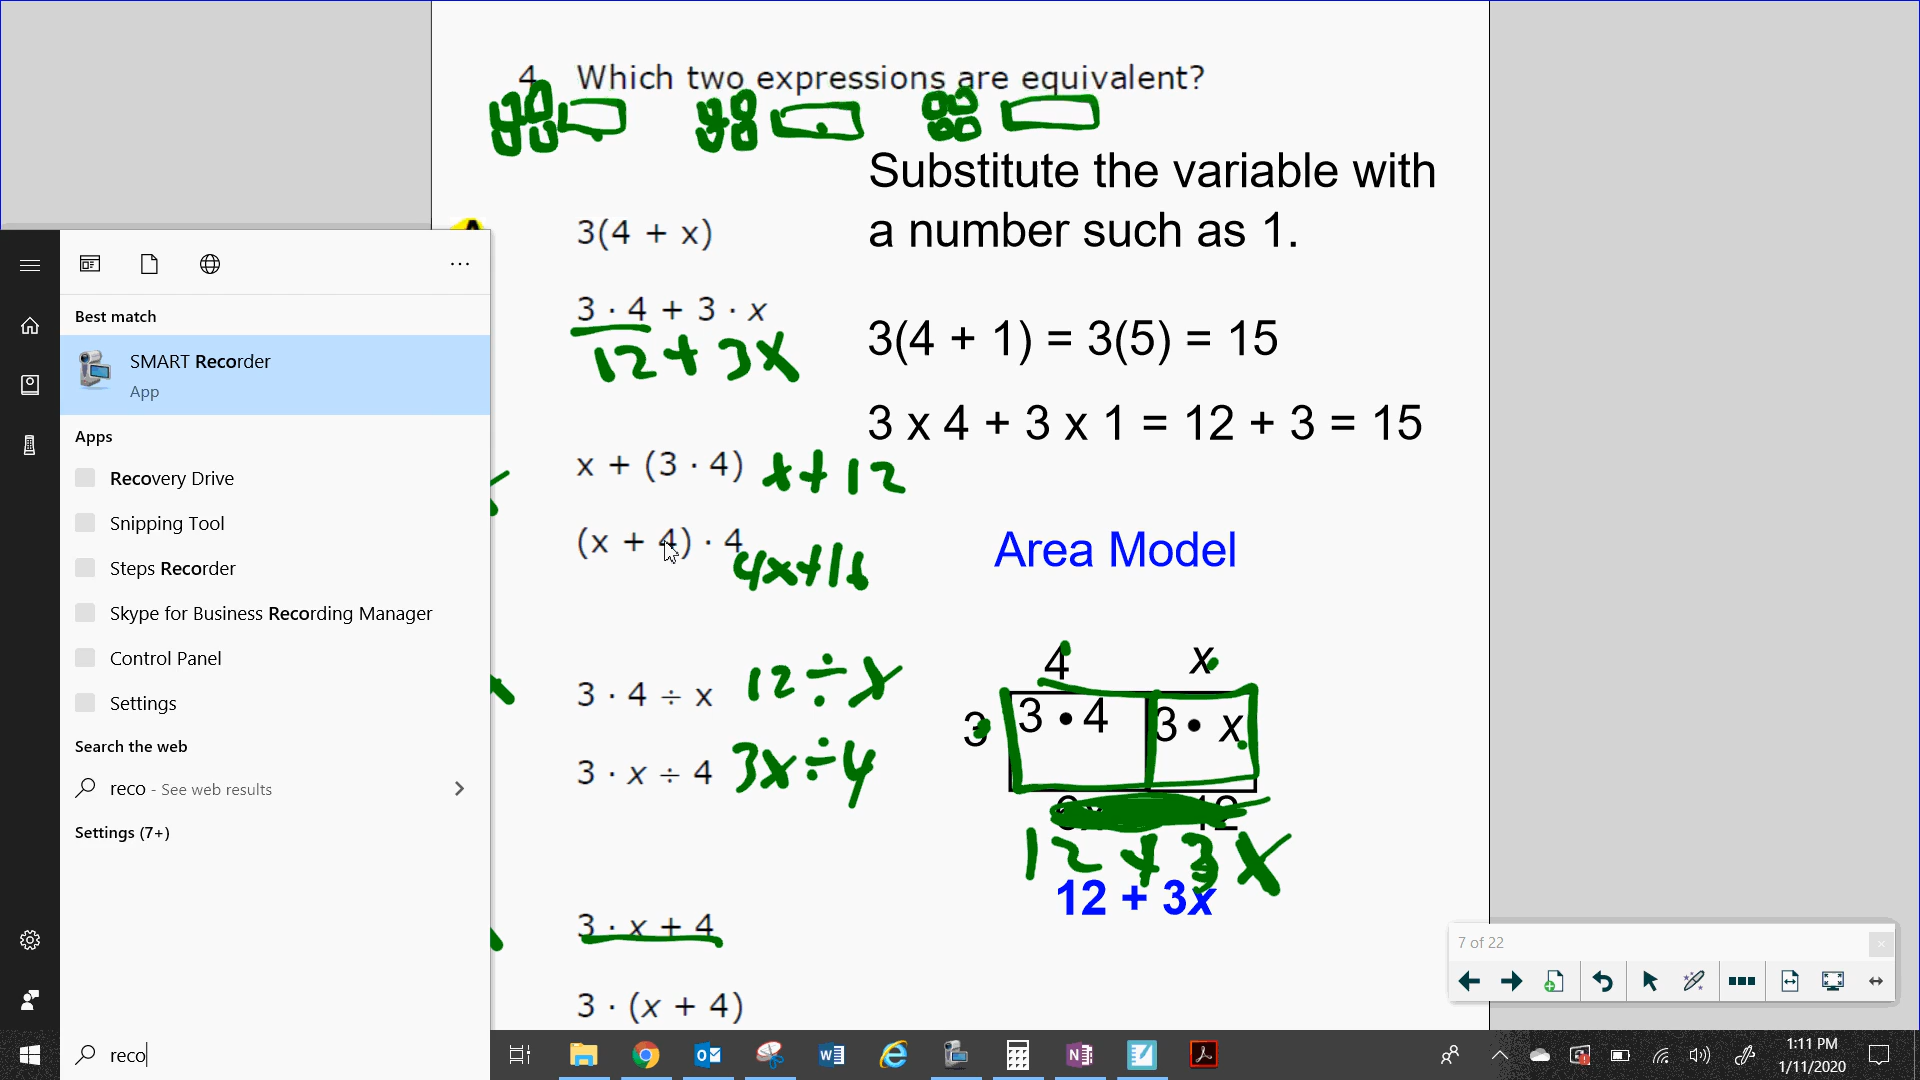 4. Which two expressions are equivalent?
Substitute the variable with
a number such as 1.
3(4 + x)
3 · 4 + 3 · x
12 + 3x
3(4 + 1) = 3(5) = 15
3 x 4 + 3 x 1 = 12 + 3 = 15
x + (3 · 4) x + 12
(x + 4) · 4
4x + 16
Area Model
3 · 4 ÷ x 12 ÷ x
3 · x ÷ 4 3x ÷ 4
4 x
3 3 • 4 3 • x
12
12 + 3x
12 + 3x
3 · x + 4
3 · (x + 4)
Best match
SMART Recorder
App
Apps
Recovery Drive
Snipping Tool
Steps Recorder
Skype for Business Recording Manager
Control Panel
Settings
Search the web
reco - See web results
Settings (7+)
reco
7 of 22
1:11 PM
1/11/2020